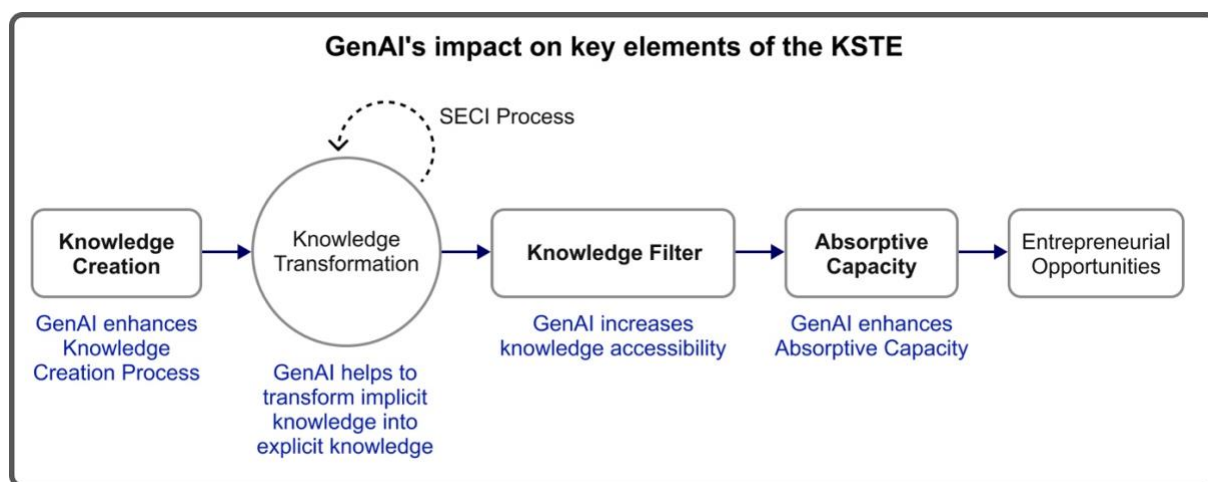 GenAI's impact on key elements of the KSTE
SECI Process
Knowledge
Creation
Knowledge
Transformation
Knowledge Filter
Absorptive
Capacity
Entrepreneurial
Opportunities
GenAI enhances
Knowledge
Creation Process
GenAI helps to
transform implicit
knowledge into
explicit knowledge
GenAI increases
knowledge accessibility
GenAI enhances
Absorptive Capacity